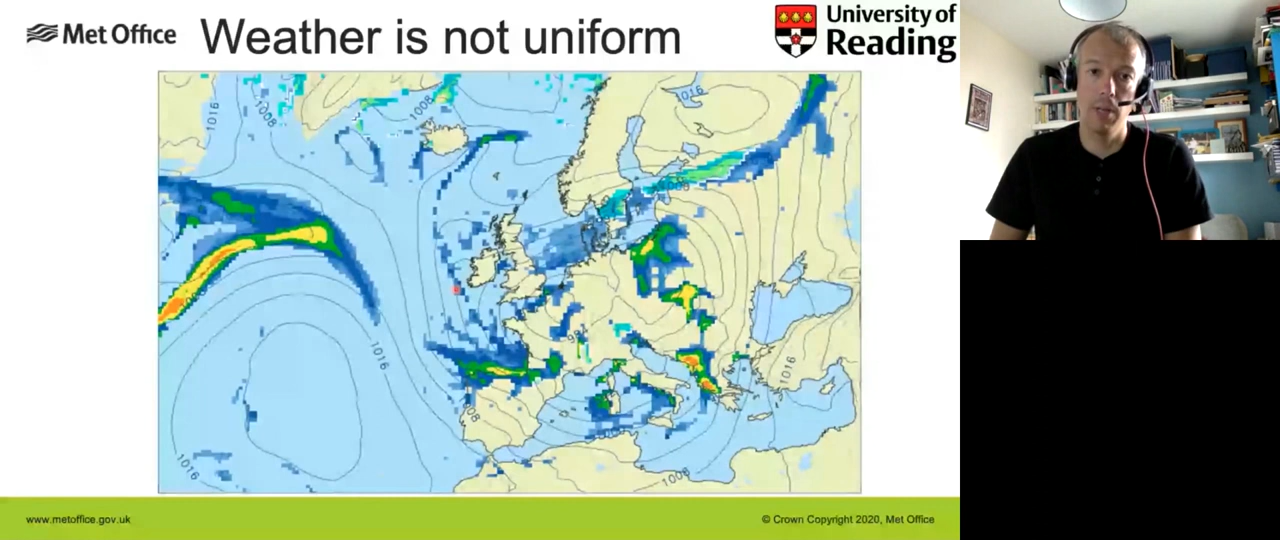 Met Office
Weather is not uniform
University of
Reading
1016
1008
1008
1016
1008
1016
1016
1008
1016
1008
www.metoffice.gov.uk
© Crown Copyright 2020, Met Office